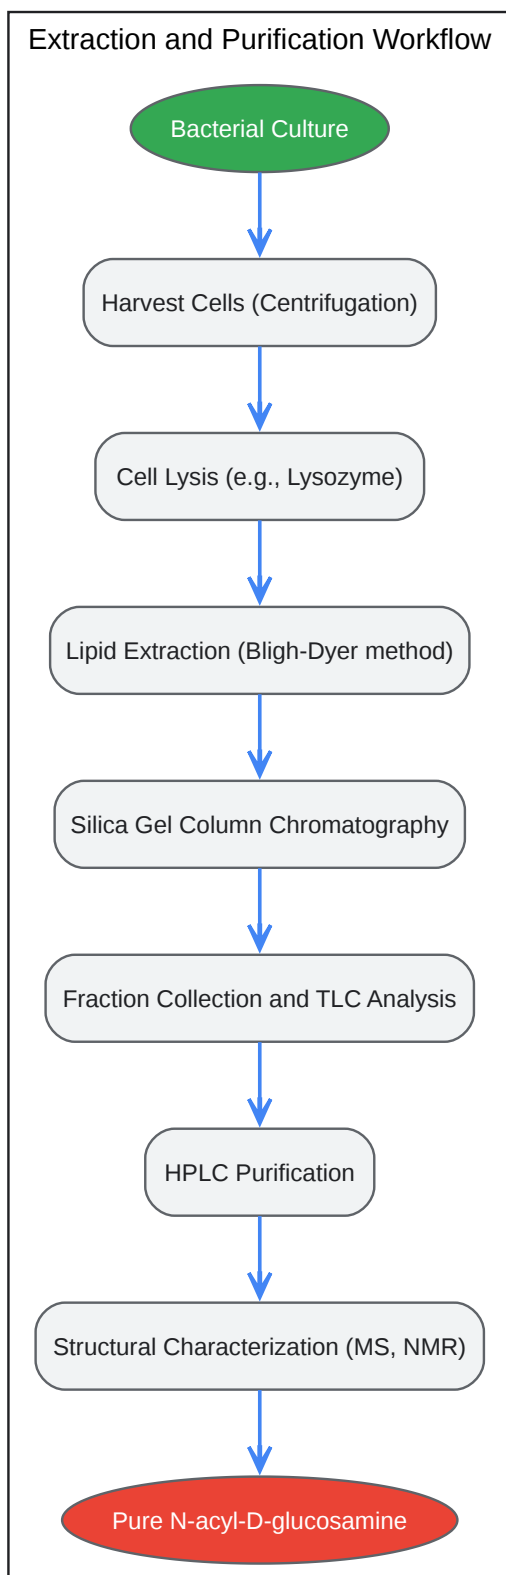 Extraction and Purification Workflow
Bacterial Culture
Harvest Cells (Centrifugation)
Cell Lysis (e.g., Lysozyme)
Lipid Extraction (Bligh-Dyer method)
Silica Gel Column Chromatography
Fraction Collection and TLC Analysis
HPLC Purification
Structural Characterization (MS, NMR)
Pure N-acyl-D-glucosamine